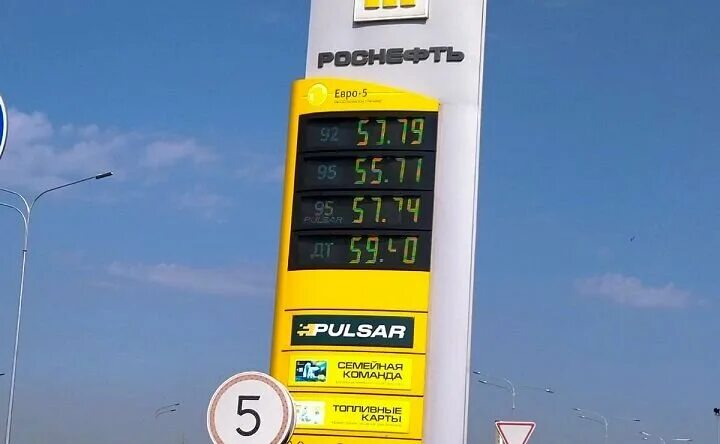 РОСНЕФТЬ
Евро-5
92 53.79
95 55.71
95 57.74
PULSAR
ДТ 59.40
PULSAR
СЕМЕЙНАЯ
КОМАНДА
ТОПЛИВНЫЕ
КАРТЫ
5